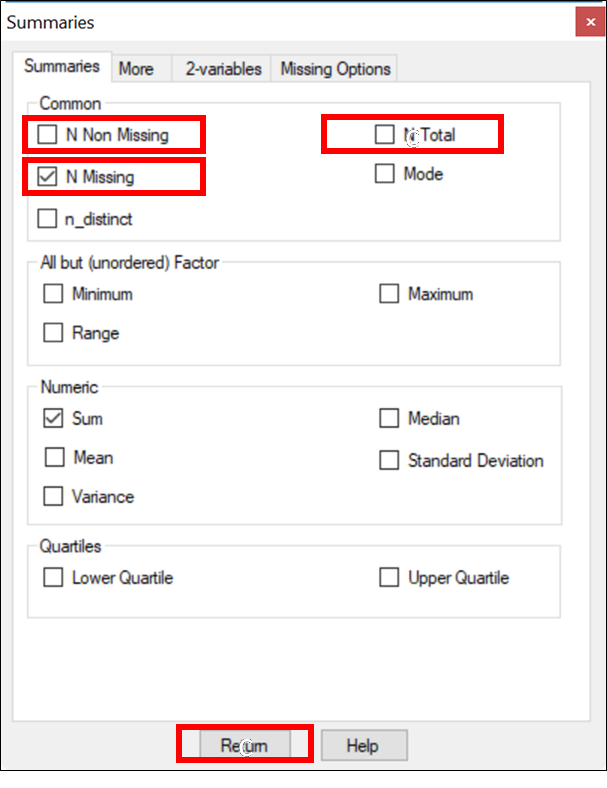 Summaries
Summaries More 2-variables Missing Options
Common
N Non Missing N Total
N Missing Mode
n_distinct
All but (unordered) Factor
Minimum Maximum
Range
Numeric
Sum Median
Mean Standard Deviation
Variance
Quartiles
Lower Quartile Upper Quartile
Return Help